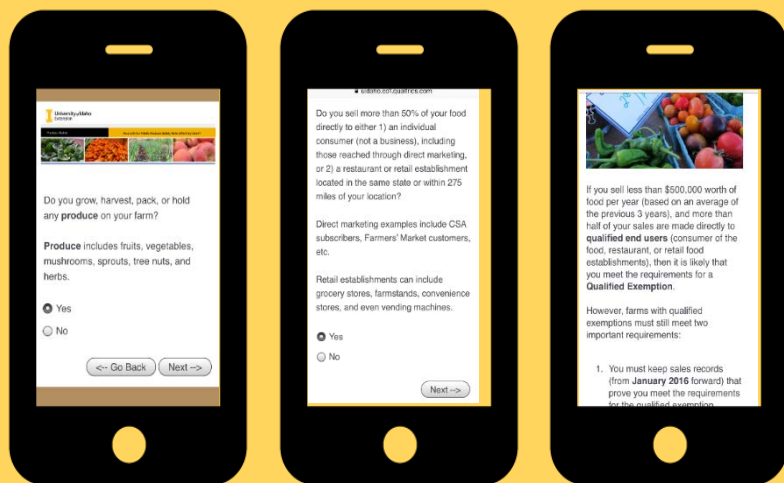 University of Idaho
Extension
Do you grow, harvest, pack, or hold
any produce on your farm?
Produce includes fruits, vegetables,
mushrooms, sprouts, tree nuts, and
herbs.
Yes
No
<-- Go Back
Next -->
uidaho.co1.qualtrics.com
Do you sell more than 50% of your food
directly to either 1) an individual
consumer (not a business), including
those reached through direct marketing,
or 2) a restaurant or retail establishment
located in the same state or within 275
miles of your location?
Direct marketing examples include CSA
subscribers, Farmers' Market customers,
etc.
Retail establishments can include
grocery stores, farmstands, convenience
stores, and even vending machines.
Yes
No
Next -->
If you sell less than $500,000 worth of
food per year (based on an average of
the previous 3 years), and more than
half of your sales are made directly to
qualified end users (consumer of the
food, restaurant, or retail food
establishments), then it is likely that
you meet the requirements for a
Qualified Exemption.
However, farms with qualified
exemptions must still meet two
important requirements:
1. You must keep sales records
(from January 2016 forward) that
prove you meet the requirements
for the qualified exemption